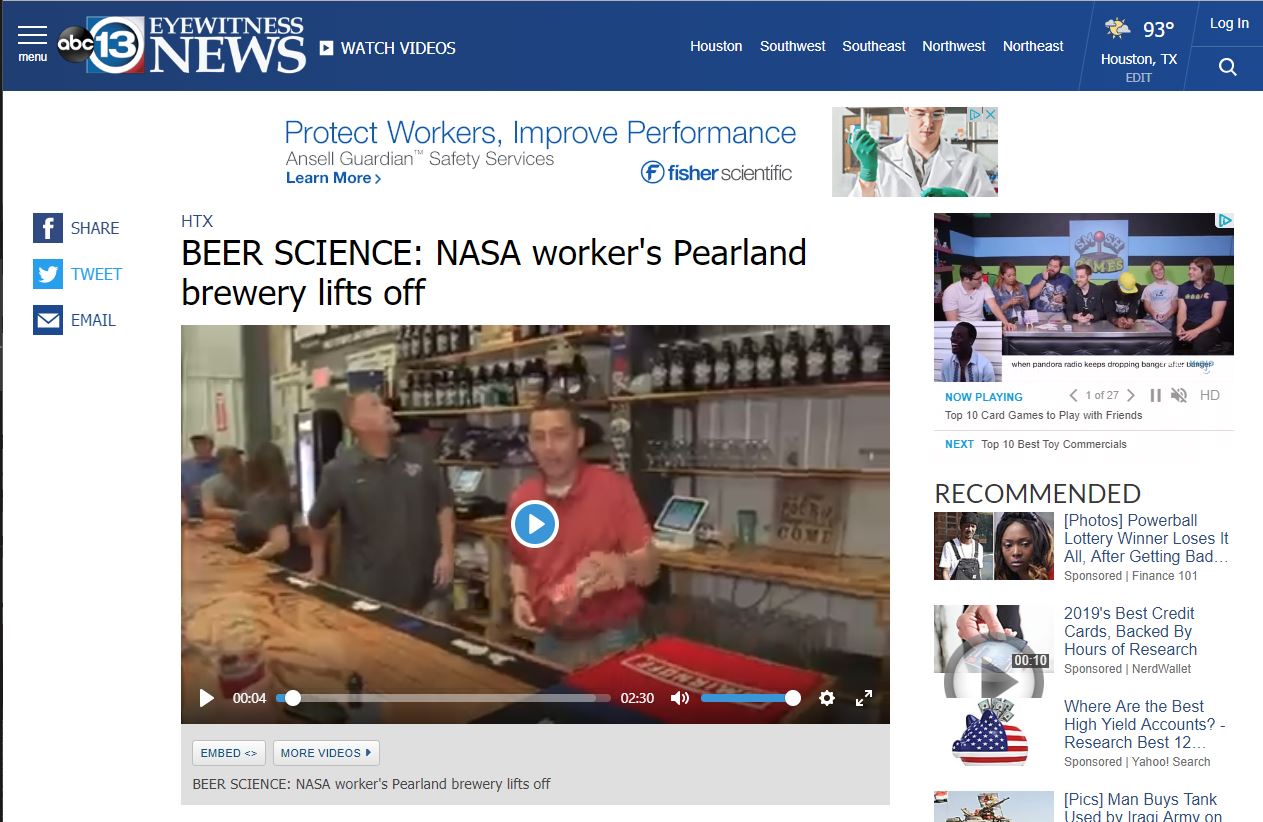 menu
abc 13 EYEWITNESS NEWS
WATCH VIDEOS
Houston
Southwest
Southeast
Northwest
Northeast
93°
Houston, TX
EDIT
Log In
Protect Workers, Improve Performance
Ansell Guardian™ Safety Services
Learn More >
fisher scientific
SHARE
TWEET
EMAIL
HTX
BEER SCIENCE: NASA worker's Pearland
brewery lifts off
COME
00:04
02:30
EMBED <>
MORE VIDEOS
BEER SCIENCE: NASA worker's Pearland brewery lifts off
SMOSH
GAMES
when pandora radio keeps dropping banger after banger
NOW PLAYING
1 of 27
HD
Top 10 Card Games to Play with Friends
NEXT Top 10 Best Toy Commercials
RECOMMENDED
[Photos] Powerball
Lottery Winner Loses It
All, After Getting Bad...
Sponsored | Finance 101
00:10
2019's Best Credit
Cards, Backed By
Hours of Research
Sponsored | NerdWallet
Where Are the Best
High Yield Accounts? -
Research Best 12...
Sponsored | Yahoo! Search
[Pics] Man Buys Tank
Used by Iraqi Army on